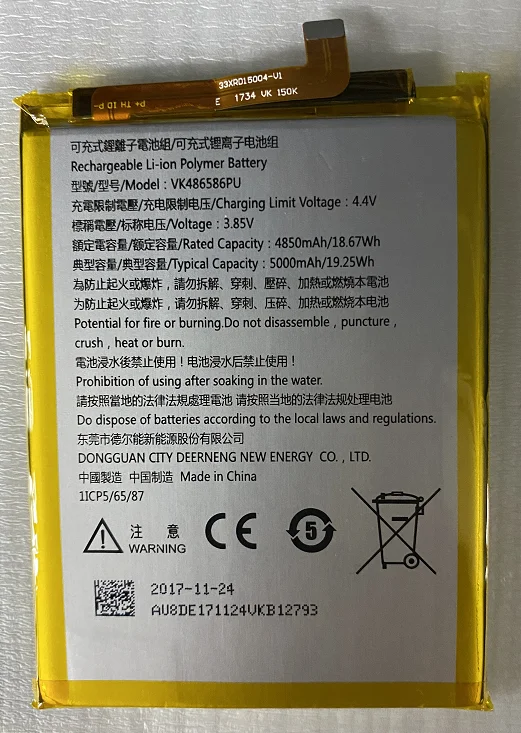 33XRD15004-V1
E 1734 VK 150K
P+ TH ID P-
可充式鋰離子電池組/可充式锂离子电池组
Rechargeable Li-ion Polymer Battery
型號/型号/Model: VK486586PU
充電限制電壓/充电限制电压/Charging Limit Voltage: 4.4V
標稱電壓/标称电压/Voltage: 3.85V
額定電容量/额定容量/Rated Capacity: 4850mAh/18.67Wh
典型容量/典型容量/Typical Capacity: 5000mAh/19.25Wh
為防止起火或爆炸，請勿拆解、穿刺、壓碎、加熱或燃燒本電池
为防止起火或爆炸，请勿拆解、穿刺、压碎、加热或燃烧本电池
Potential for fire or burning.Do not disassemble, puncture,
crush, heat or burn.
電池浸水後禁止使用！电池浸水后禁止使用！
Prohibition of using after soaking in the water.
請按照當地的法律法規處理電池 请按照当地的法律法规处理电池
Do dispose of batteries according to the local laws and regulations.
东莞市德尔能新能源股份有限公司
DONGGUAN CITY DEERNENG NEW ENERGY CO., LTD.
中國製造 中国制造 Made in China
1ICP5/65/87
注 意
WARNING
CE
5
2017-11-24
AU8DE171124VKB12793